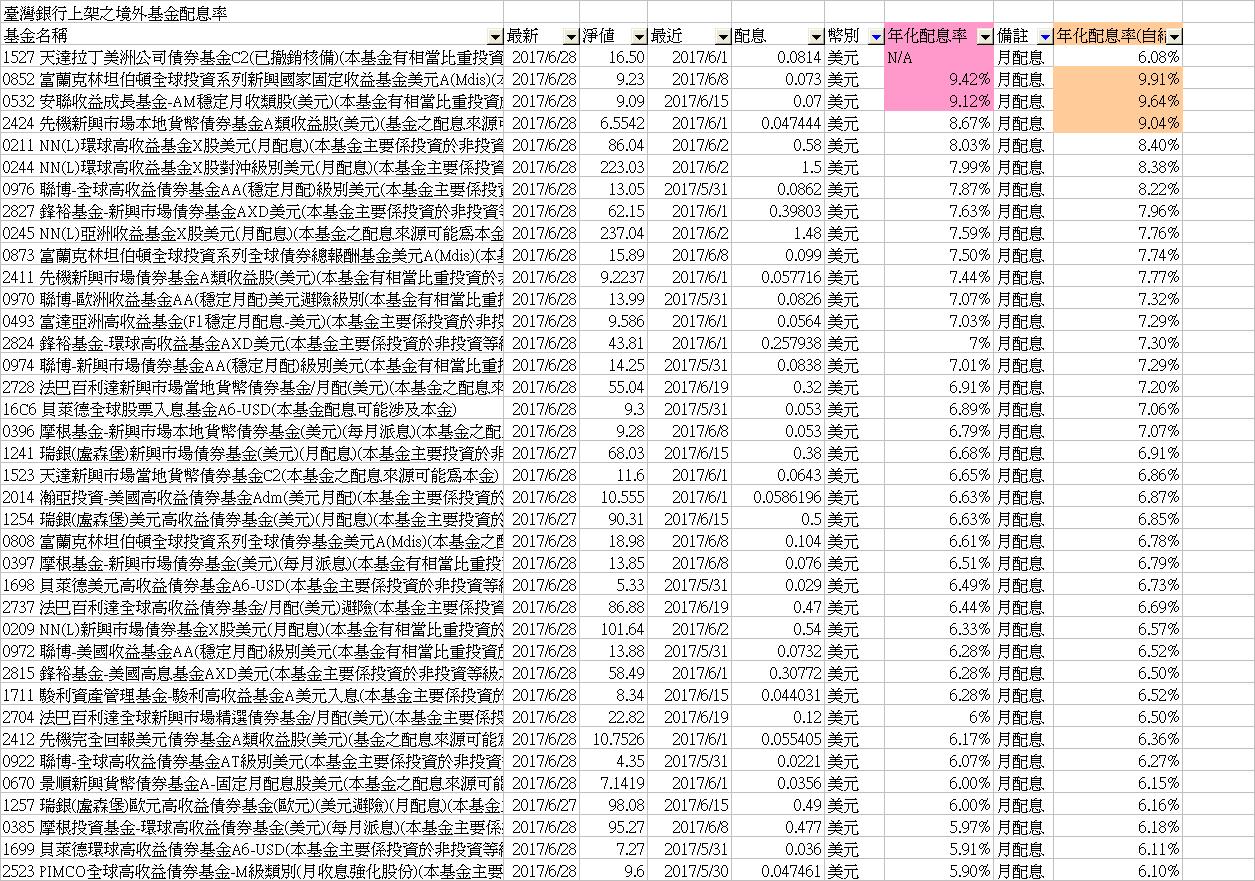 臺灣銀行上架之境外基金配息率
基金名稱 最新 淨值 最近 配息 幣別 年化配息率 備註 年化配息率(自結
1527 天達拉丁美洲公司債券基金C2(已撤銷核備)(本基金有相當比重投資 2017/6/28 16.50 2017/6/1 0.0814 美元 N/A 月配息 6.08%
0852 富蘭克林坦伯頓全球投資系列新興國家固定收益基金美元A(Mdis)(本 2017/6/28 9.23 2017/6/8 0.073 美元 9.42% 月配息 9.91%
0532 安聯收益成長基金-AM穩定月收類股(美元)(本基金有相當比重投資 2017/6/28 9.09 2017/6/15 0.07 美元 9.12% 月配息 9.64%
2424 先機新興市場本地貨幣債券基金A類收益股(美元)(基金之配息來源可 2017/6/28 6.5542 2017/6/1 0.047444 美元 8.67% 月配息 9.04%
0211 NN(L)環球高收益基金X股美元(月配息)(本基金主要係投資於非投資 2017/6/28 86.04 2017/6/2 0.58 美元 8.03% 月配息 8.40%
0244 NN(L)環球高收益基金X股對沖級別美元(月配息)(本基金主要係投資 2017/6/28 223.03 2017/6/2 1.5 美元 7.99% 月配息 8.38%
0976 聯博-全球高收益債券基金AA(穩定月配)級別美元(本基金主要係投資 2017/6/28 13.05 2017/5/31 0.0862 美元 7.87% 月配息 8.22%
2827 鋒裕基金-新興市場債券基金AXD美元(本基金主要係投資於非投資等 2017/6/28 62.15 2017/6/1 0.39803 美元 7.63% 月配息 7.96%
0245 NN(L)亞洲收益基金X股美元(月配息)(本基金之配息來源可能為本金 2017/6/28 237.04 2017/6/2 1.48 美元 7.59% 月配息 7.76%
0873 富蘭克林坦伯頓全球投資系列全球債券總報酬基金美元A(Mdis)(本基 2017/6/28 15.89 2017/6/8 0.099 美元 7.50% 月配息 7.74%
2411 先機新興市場債券基金A類收益股(美元)(本基金有相當比重投資於非 2017/6/28 9.2237 2017/6/1 0.057716 美元 7.44% 月配息 7.77%
0970 聯博-歐洲收益基金AA(穩定月配)美元避險級別(本基金有相當比重投 2017/6/28 13.99 2017/5/31 0.0826 美元 7.07% 月配息 7.32%
0493 富達亞洲高收益基金(F1穩定月配息-美元)(本基金主要係投資於非投 2017/6/28 9.586 2017/6/1 0.0564 美元 7.03% 月配息 7.29%
2824 鋒裕基金-環球高收益基金AXD美元(本基金主要係投資於非投資等級 2017/6/28 43.81 2017/6/1 0.257938 美元 7% 月配息 7.30%
0974 聯博-新興市場債券基金AA(穩定月配)級別美元(本基金有相當比重投 2017/6/28 14.25 2017/5/31 0.0838 美元 7.01% 月配息 7.29%
2728 法巴百利達新興市場當地貨幣債券基金/月配(美元)(本基金之配息來 2017/6/28 55.04 2017/6/19 0.32 美元 6.91% 月配息 7.20%
16C6 貝萊德全球股票入息基金A6-USD(本基金配息可能涉及本金) 2017/6/28 9.3 2017/5/31 0.053 美元 6.89% 月配息 7.06%
0396 摩根基金-新興市場本地貨幣債券基金(美元)(每月派息)(本基金之配 2017/6/28 9.28 2017/6/8 0.053 美元 6.79% 月配息 7.07%
1241 瑞銀(盧森堡)新興市場債券基金(美元)(月配息)(本基金有相當比重投 2017/6/27 68.03 2017/6/15 0.38 美元 6.68% 月配息 6.91%
1523 天達新興市場當地貨幣債券基金C2(本基金之配息來源可能為本金) 2017/6/28 11.6 2017/6/1 0.0643 美元 6.65% 月配息 6.86%
2014 瀚亞投資-美國高收益債券基金Adm(美元月配)(本基金主要係投資於 2017/6/28 10.555 2017/6/1 0.0586196 美元 6.63% 月配息 6.87%
1254 瑞銀(盧森堡)美元高收益債券基金(美元)(月配息)(本基金主要投資於 2017/6/27 90.31 2017/6/15 0.5 美元 6.63% 月配息 6.85%
0808 富蘭克林坦伯頓全球投資系列全球債券基金美元A(Mdis)(本基金之配 2017/6/28 18.98 2017/6/8 0.104 美元 6.61% 月配息 6.78%
0397 摩根基金-新興市場債券基金(美元)(每月派息)(本基金有相當比重投 2017/6/28 13.85 2017/6/8 0.076 美元 6.51% 月配息 6.79%
1698 貝萊德美元高收益債券基金A6-USD(本基金主要係投資於非投資等級 2017/6/28 5.33 2017/5/31 0.029 美元 6.49% 月配息 6.73%
2737 法巴百利達全球高收益債券基金/月配(美元)避險(本基金主要係投資 2017/6/28 86.88 2017/6/19 0.47 美元 6.44% 月配息 6.69%
0209 NN(L)新興市場債券基金X股美元(月配息)(本基金有相當比重投資於 2017/6/28 101.64 2017/6/2 0.54 美元 6.33% 月配息 6.57%
0972 聯博-美國收益基金AA(穩定月配)級別美元(本基金有相當比重投資 2017/6/28 13.88 2017/5/31 0.0732 美元 6.28% 月配息 6.52%
2815 鋒裕基金-美國高息基金AXD美元(本基金主要係投資於非投資等級 2017/6/28 58.49 2017/6/1 0.30772 美元 6.28% 月配息 6.50%
1711 駿利資產管理基金-駿利高收益基金A美元入息(本基金主要係投資於 2017/6/28 8.34 2017/6/15 0.044031 美元 6.28% 月配息 6.52%
2704 法巴百利達全球新興市場精選債券基金/月配(美元)(本基金主要係投 2017/6/28 22.82 2017/6/19 0.12 美元 6% 月配息 6.50%
2412 先機完全回報美元債券基金A類收益股(美元)(基金之配息來源可能為 2017/6/28 10.7526 2017/6/1 0.055405 美元 6.17% 月配息 6.36%
0922 聯博-全球高收益債券基金AT級別美元(本基金主要係投資於非投資 2017/6/28 4.35 2017/5/31 0.0221 美元 6.07% 月配息 6.27%
0670 景順新興貨幣債券基金A-固定月配息股美元(本基金之配息來源可能 2017/6/28 7.1419 2017/6/1 0.0356 美元 6.00% 月配息 6.15%
1257 瑞銀(盧森堡)歐元高收益債券基金(歐元)(美元避險)(月配息)(本基金 2017/6/27 98.08 2017/6/15 0.49 美元 6.00% 月配息 6.16%
0385 摩根投資基金-環球高收益債券基金(美元)(每月派息)(本基金主要係 2017/6/28 95.27 2017/6/8 0.477 美元 5.97% 月配息 6.18%
1699 貝萊德環球高收益債券基金A6-USD(本基金主要係投資於非投資等級 2017/6/28 7.27 2017/5/31 0.036 美元 5.91% 月配息 6.11%
2523 PIMCO全球高收益債券基金-M級類別(月收息強化股份)(本基金主要 2017/6/28 9.6 2017/5/30 0.047461 美元 5.90% 月配息 6.10%